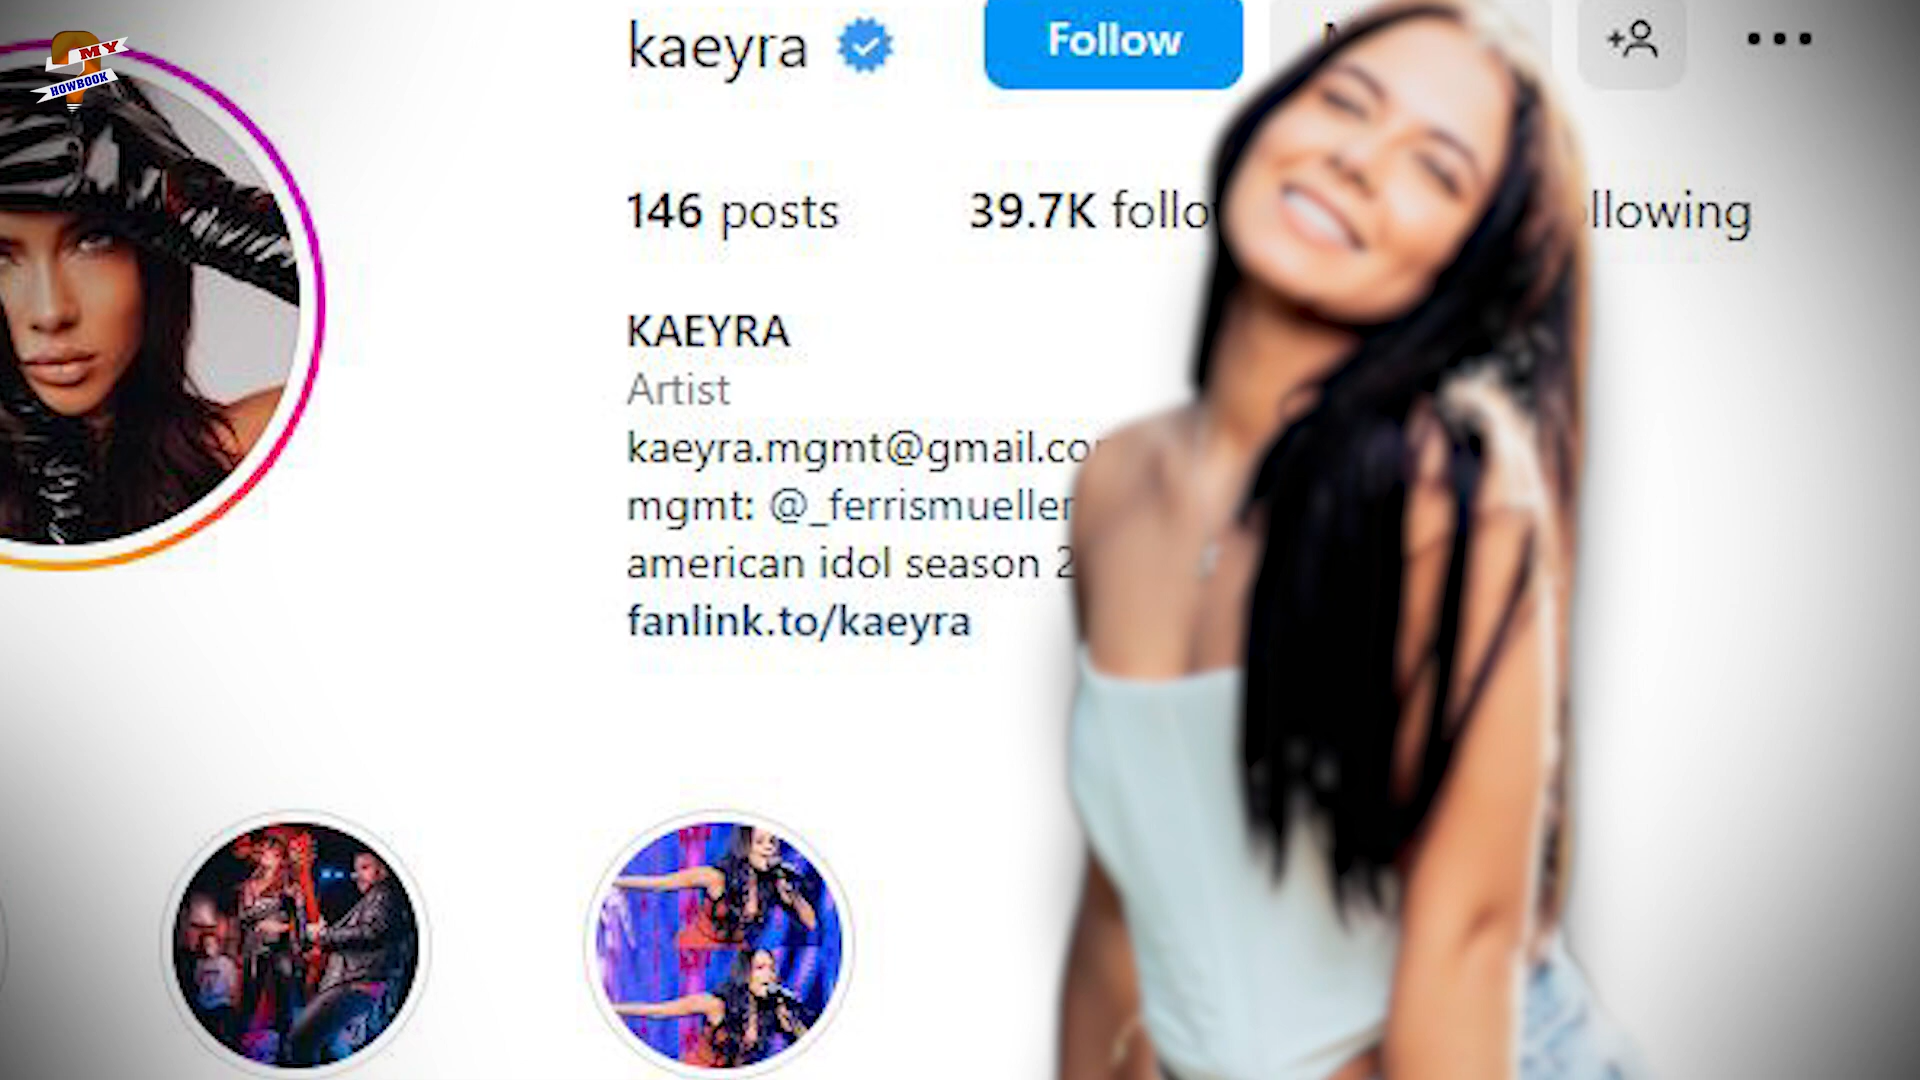 MY
HOWBOOK
kaeyra
Follow
146 posts 39.7K follo llowing
KAEYRA
Artist
kaeyra.mgmt@gmail.co
mgmt: @_ferrismueller
american idol season 2
fanlink.to/kaeyra